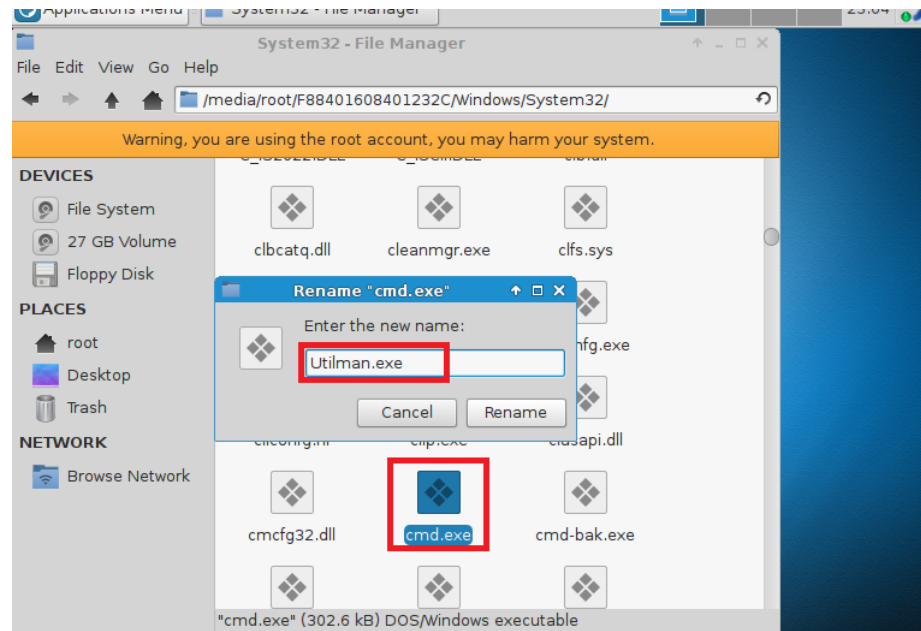 Applications Menu
System32 - File Manager
23:04
System32 - File Manager
File Edit View Go Help
/media/root/F88401608401232C/Windows/System32/
Warning, you are using the root account, you may harm your system.
DEVICES
File System
27 GB Volume
Floppy Disk
PLACES
root
Desktop
Trash
NETWORK
Browse Network
clbcatq.dll cleanmgr.exe clfs.sys
Rename "cmd.exe"
Enter the new name:
Utilman.exe
Cancel Rename
nfg.exe
cliconfg.rll clip.exe clusapi.dll
cmcfg32.dll cmd.exe cmd-bak.exe
"cmd.exe" (302.6 kB) DOS/Windows executable